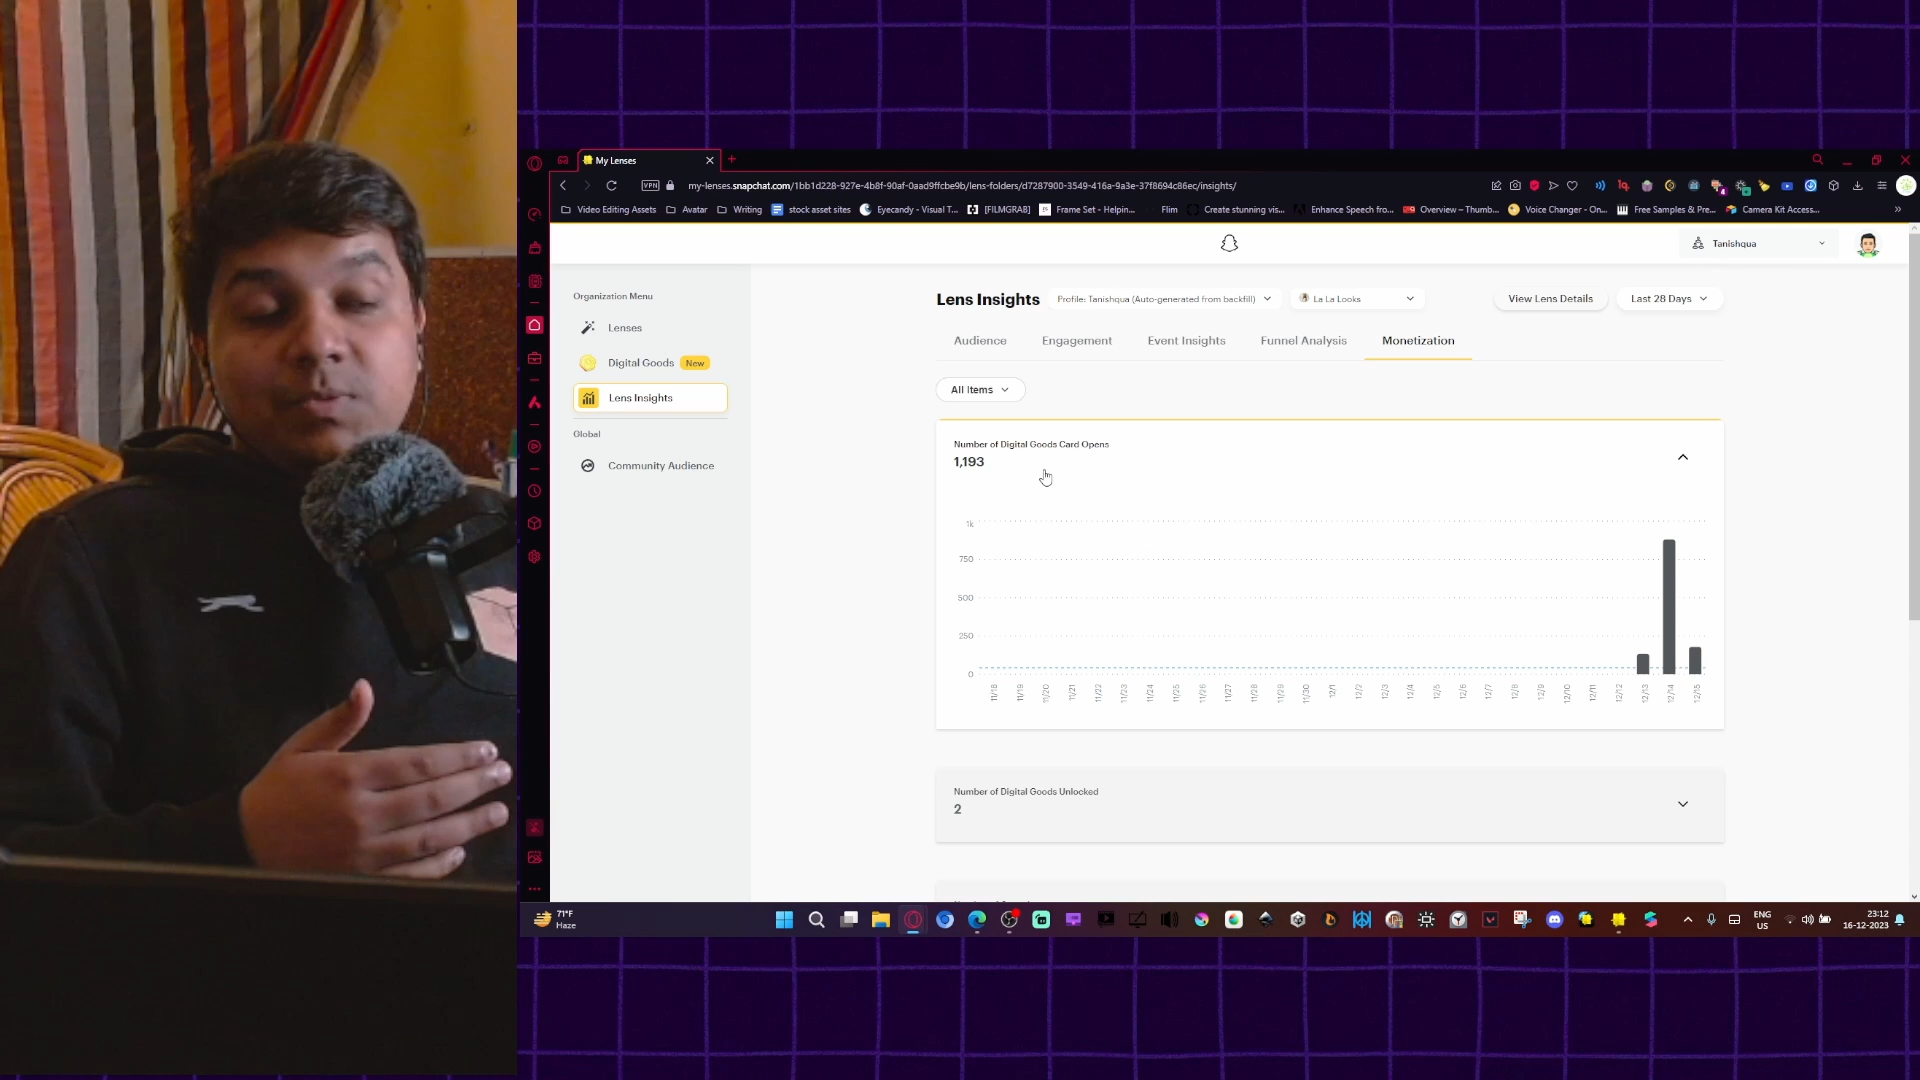 My Lenses
VPN
my-lenses.snapchat.com/1bb1d228-927e-4b8f-90af-0aad9ffcbe9b/lens-folders/d7287900-3549-416a-9a3e-37f8694c86ec/insights/
Video Editing Assets
Avatar
Writing
stock asset sites
Eyecandy - Visual T...
[FILMGRAB]
Frame Set - Helpin...
Flim
Create stunning vis...
Enhance Speech fro...
Overview – Thumb...
Voice Changer - On...
Free Samples & Pre...
Camera Kit Access...
Tanishqua
Organization Menu
Lenses
Digital Goods New
Lens Insights
Global
Community Audience
Lens Insights
Profile: Tanishqua (Auto-generated from backfill)
La La Looks
View Lens Details
Last 28 Days
Audience
Engagement
Event Insights
Funnel Analysis
Monetization
All Items
Number of Digital Goods Card Opens
1,193
1k
750
500
250
0
11/18
11/19
11/20
11/21
11/22
11/23
11/24
11/25
11/26
11/27
11/28
11/29
11/30
12/1
12/2
12/3
12/4
12/5
12/6
12/7
12/8
12/9
12/10
12/11
12/12
12/13
12/14
12/15
Number of Digital Goods Unlocked
2
71°F
Haze
ENG
US
23:12
16-12-2023